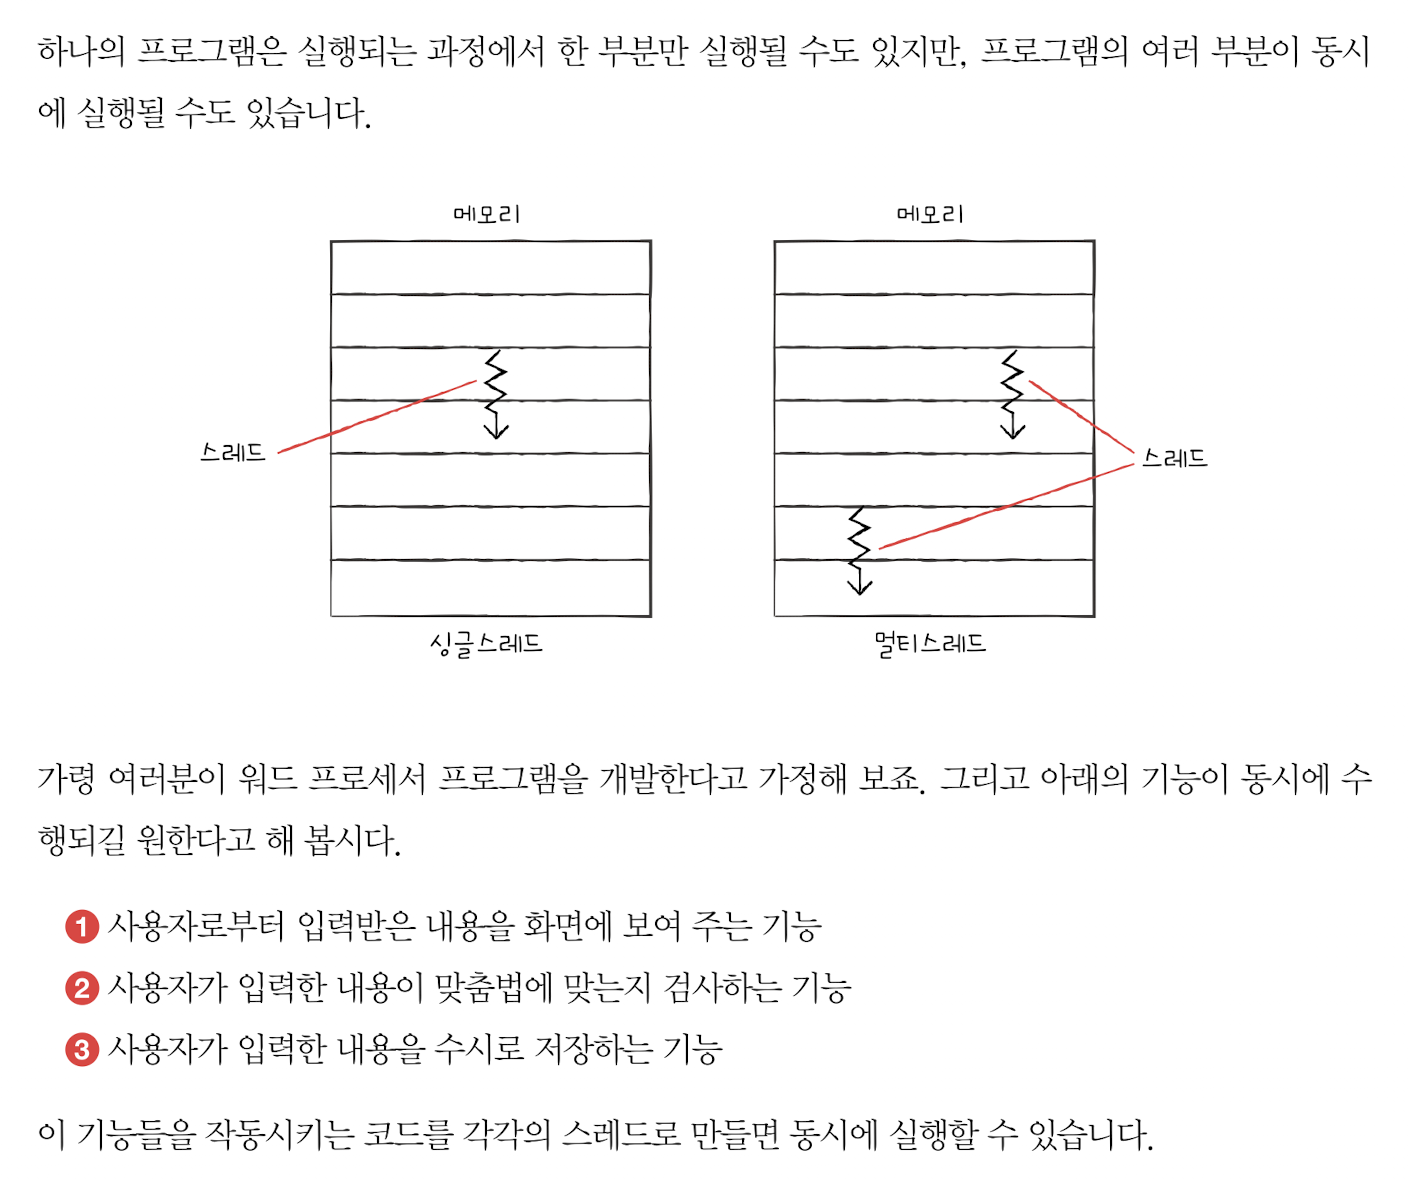 하나의 프로그램은 실행되는 과정에서 한 부분만 실행될 수도 있지만, 프로그램의 여러 부분이 동시
에 실행될 수도 있습니다.
메모리
메모리
스레드
스레드
싱글스레드
멀티스레드
가령 여러분이 워드 프로세서 프로그램을 개발한다고 가정해 보죠. 그리고 아래의 기능이 동시에 수
행되길 원한다고 해 봅시다.
1 사용자로부터 입력받은 내용을 화면에 보여 주는 기능
2 사용자가 입력한 내용이 맞춤법에 맞는지 검사하는 기능
3 사용자가 입력한 내용을 수시로 저장하는 기능
이 기능들을 작동시키는 코드를 각각의 스레드로 만들면 동시에 실행할 수 있습니다.